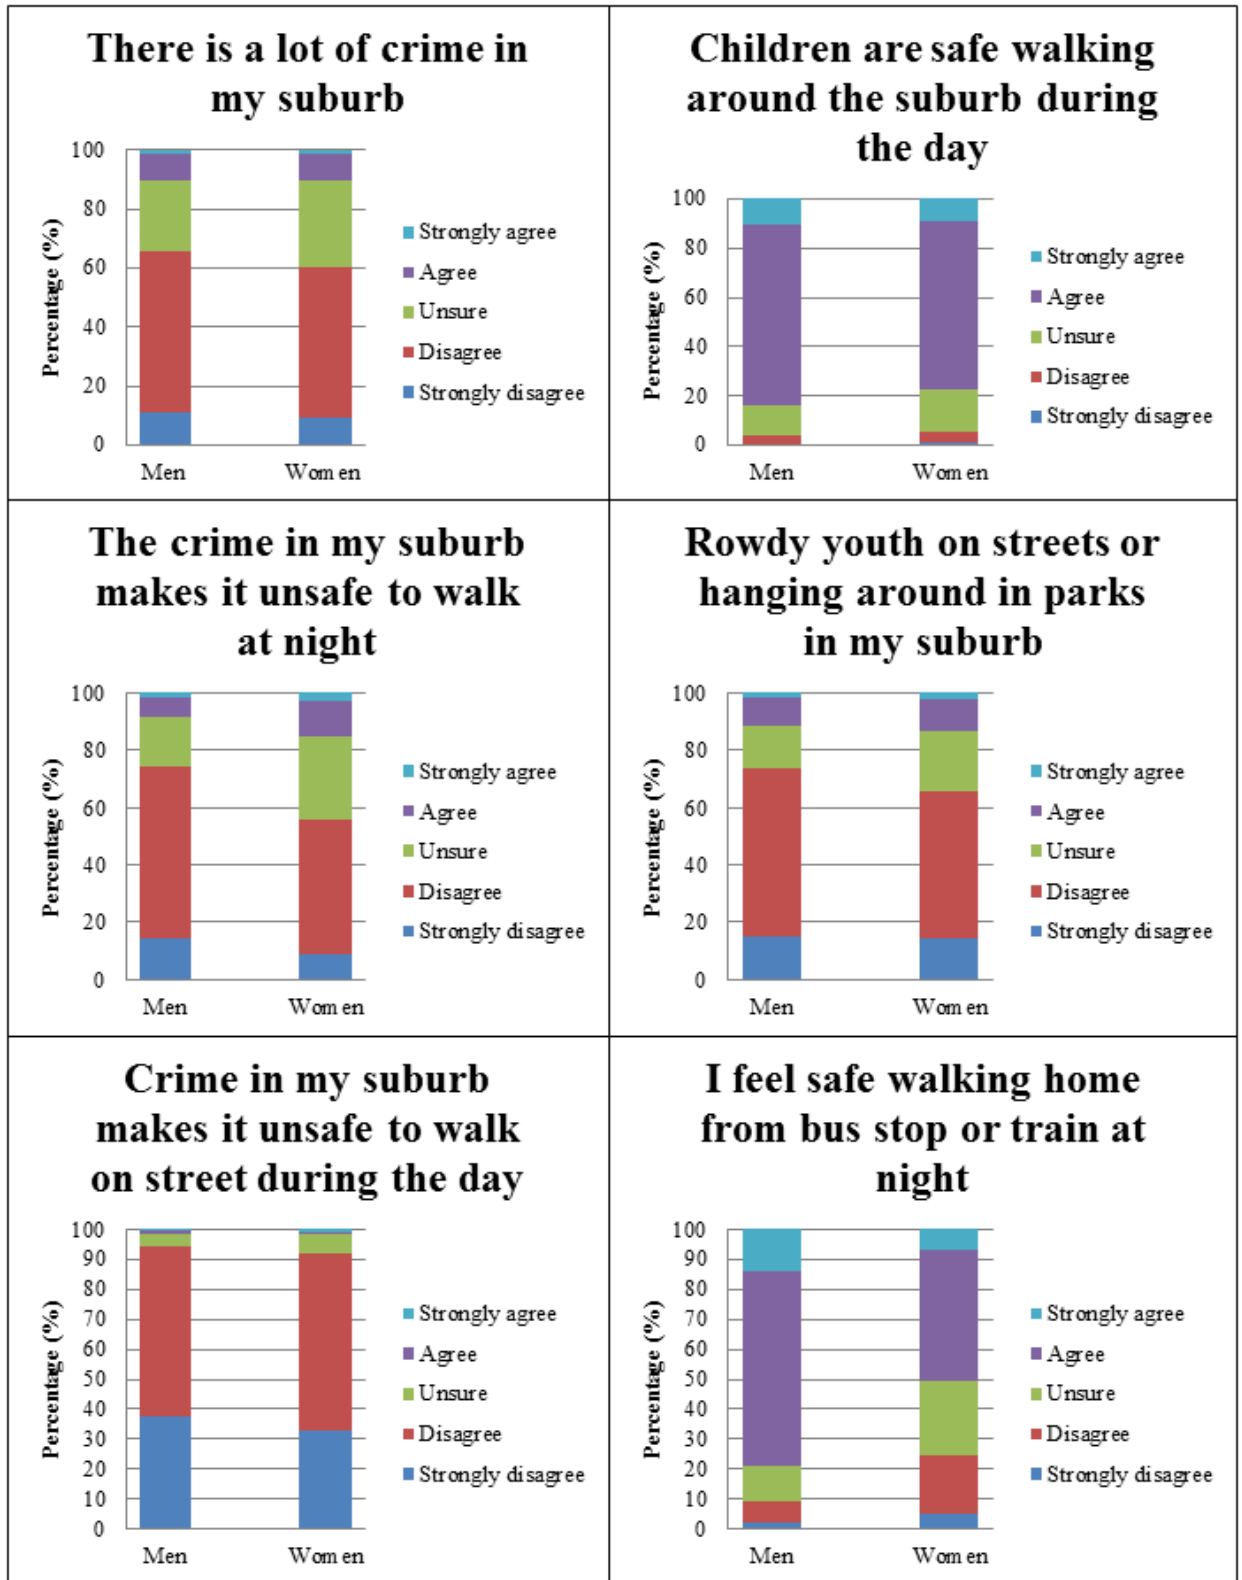 There is a lot of crime in
my suburb
100
80
60
40
20
0
Percentage (%)
Men
Women
Strongly agree
Agree
Unsure
Disagree
Strongly disagree
Children are safe walking
around the suburb during
the day
100
80
60
40
20
0
Percentage (%)
Men
Women
Strongly agree
Agree
Unsure
Disagree
Strongly disagree
The crime in my suburb
makes it unsafe to walk
at night
100
80
60
40
20
0
Percentage (%)
Men
Women
Strongly agree
Agree
Unsure
Disagree
Strongly disagree
Rowdy youth on streets or
hanging around in parks
in my suburb
100
80
60
40
20
0
Percentage (%)
Men
Women
Strongly agree
Agree
Unsure
Disagree
Strongly disagree
Crime in my suburb
makes it unsafe to walk
on street during the day
100
90
80
70
60
50
40
30
20
10
0
Percentage (%)
Men
Women
Strongly agree
Agree
Unsure
Disagree
Strongly disagree
I feel safe walking home
from bus stop or train at
night
100
90
80
70
60
50
40
30
20
10
0
Percentage (%)
Men
Women
Strongly agree
Agree
Unsure
Disagree
Strongly disagree